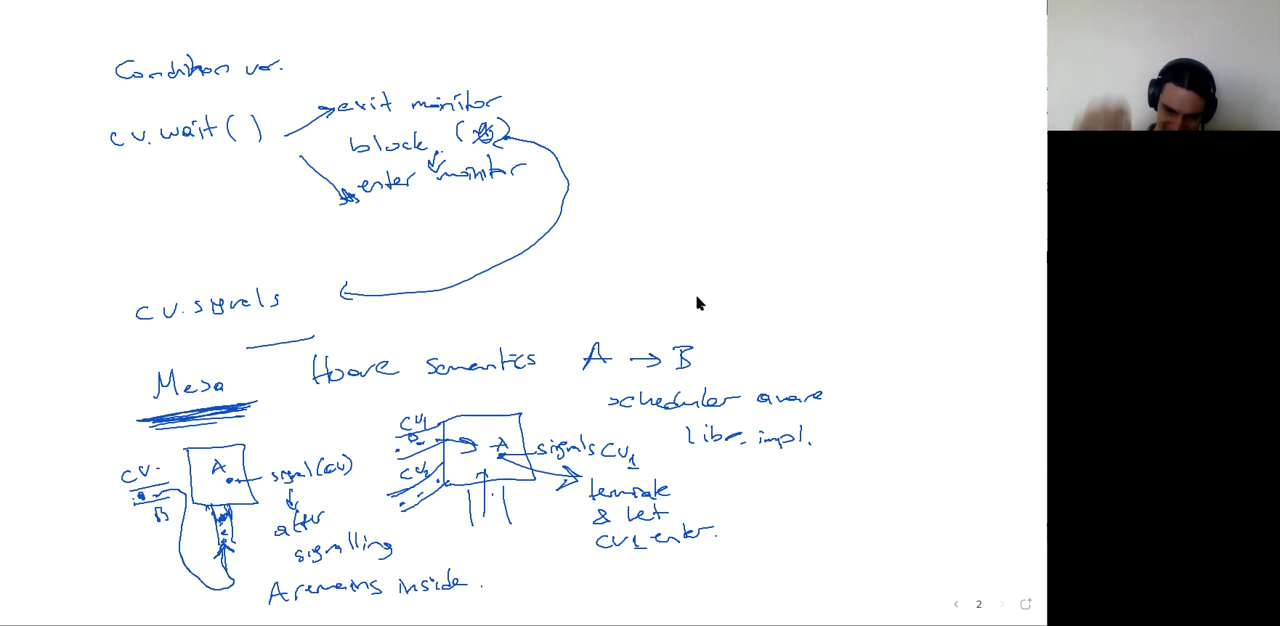 Condition var.
cv.wait()
exit monitor
block.
enter monitor
cv.signals
Hoare semantics A → B
Mesa
scheduler aware
libr. impl.
CV1
CV2
A
signals CV1
terminate
& let
CV1 enter.
CV.
B
A
signal(CV)
after
signalling
A remains inside.
2